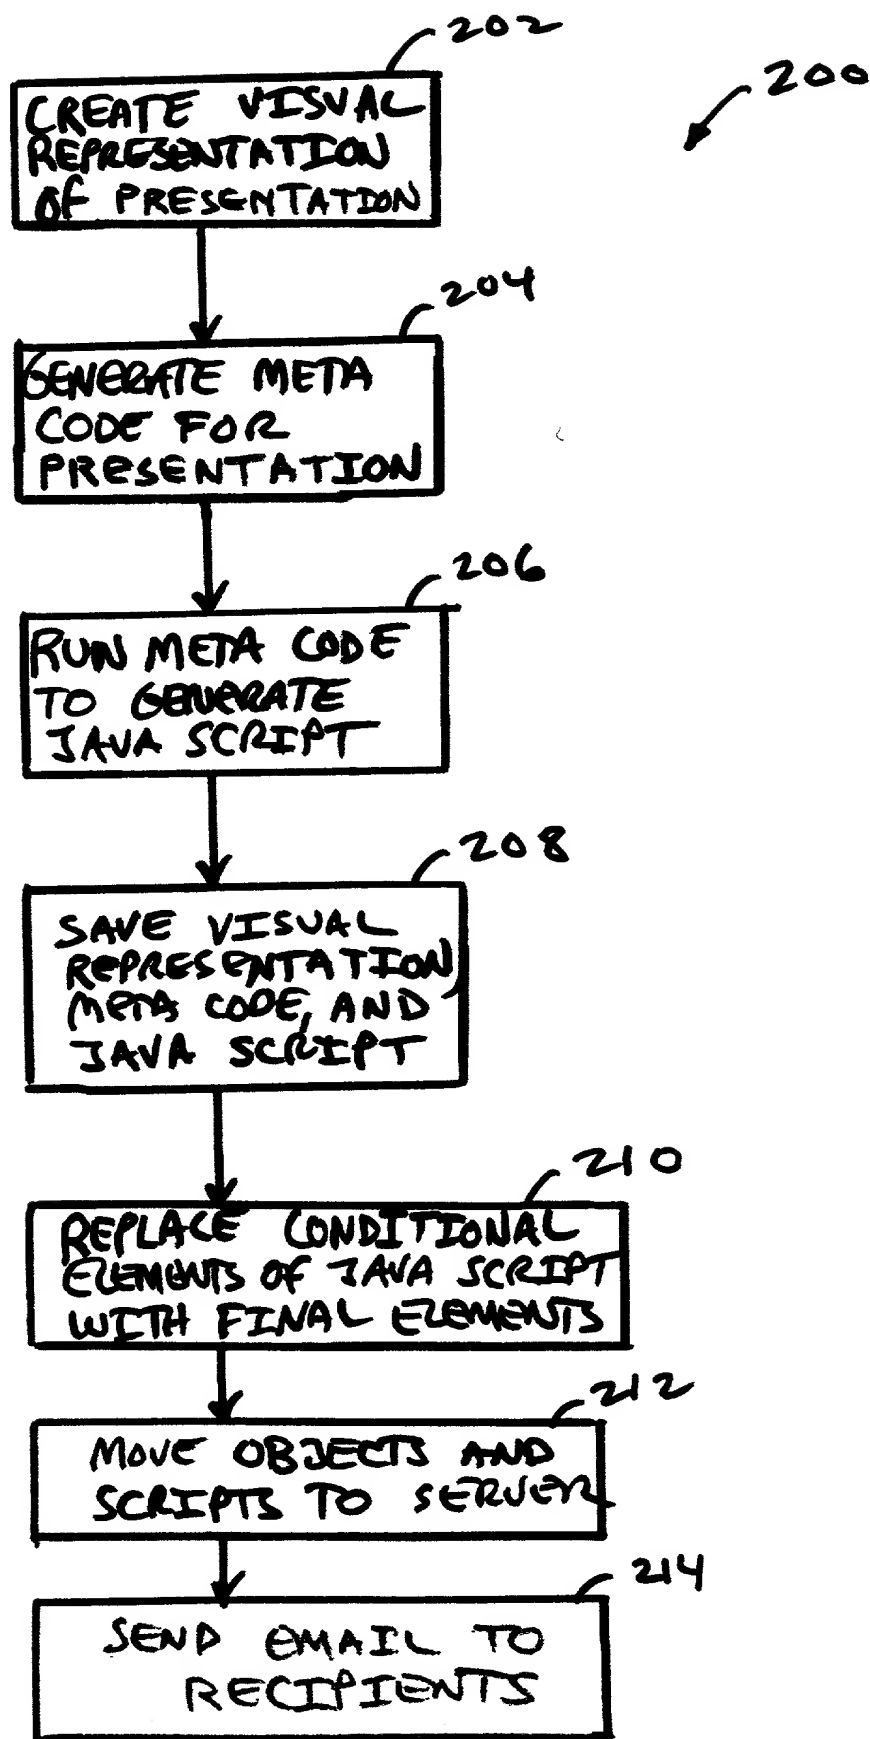 202
200
CREATE VISUAL
REPRESENTATION
OF PRESENTATION
204
GENERATE META
CODE FOR
PRESENTATION
206
RUN META CODE
TO GENERATE
JAVA SCRIPT
208
SAVE VISUAL
REPRESENTATION,
META CODE, AND
JAVA SCRIPT
210
REPLACE CONDITIONAL
ELEMENTS OF JAVA SCRIPT
WITH FINAL ELEMENTS
212
MOVE OBJECTS AND
SCRIPTS TO SERVER
214
SEND EMAIL TO
RECIPIENTS